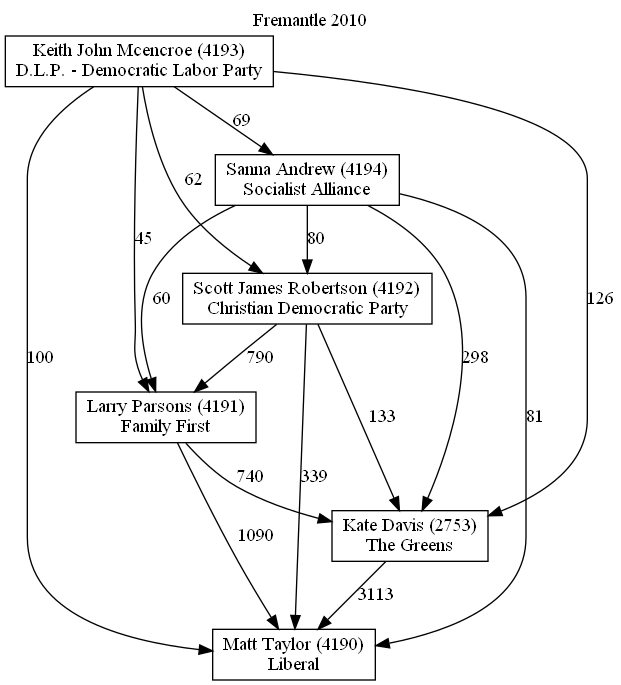 Fremantle 2010
Keith John Mcencroe (4193)
D.L.P. - Democratic Labor Party
69
Sanna Andrew (4194)
Socialist Alliance
62
45
80
60
Scott James Robertson (4192)
Christian Democratic Party
126
100
790
298
Larry Parsons (4191)
Family First
133
81
740
339
1090
Kate Davis (2753)
The Greens
3113
Matt Taylor (4190)
Liberal